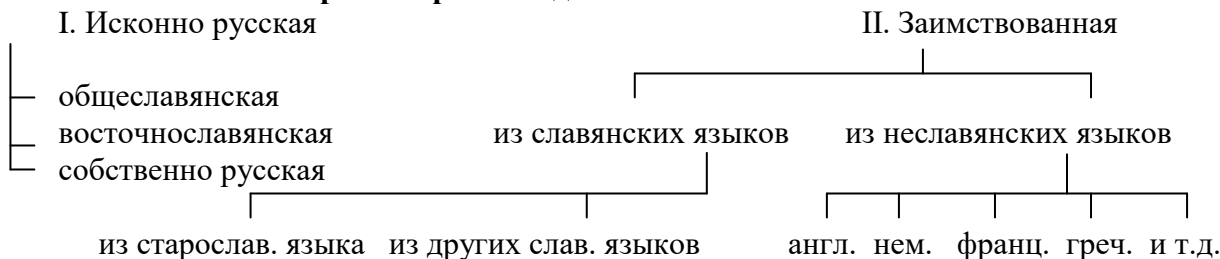 I. Исконно русская
II. Заимствованная
общеславянская
восточнославянская
собственно русская
из славянских языков
из неславянских языков
из старослав. языка
из других слав. языков
англ. нем. франц. греч. и т.д.